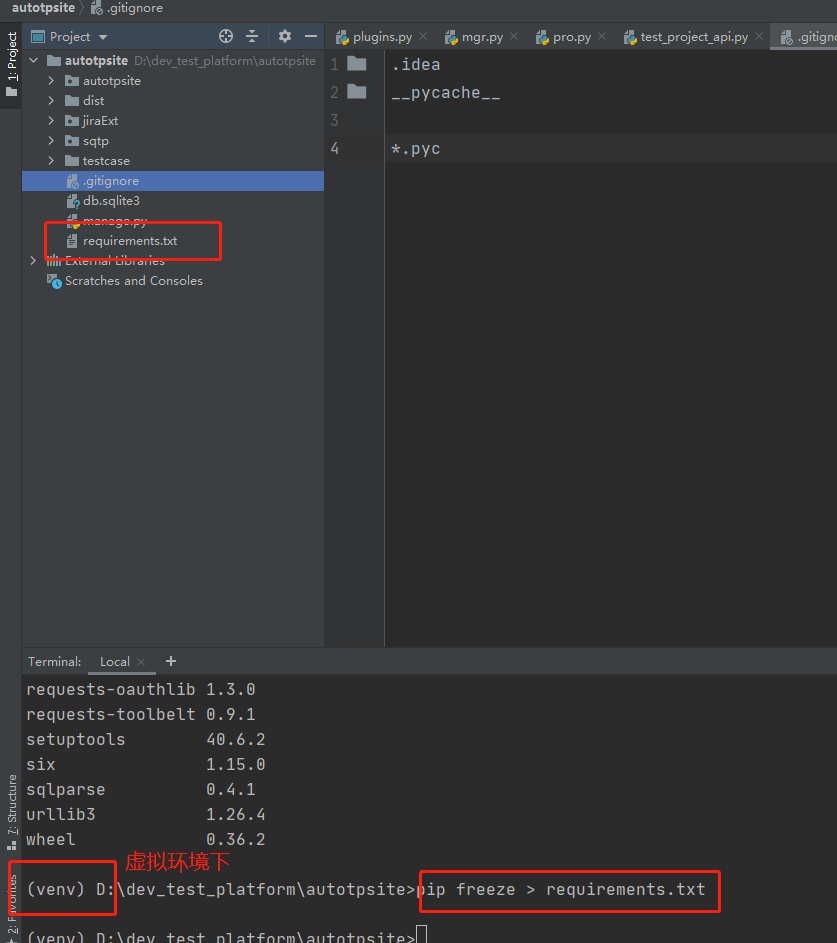 autotpsite .gitignore
1: Project
Project
plugins.py mgr.py pro.py test_project_api.py .gitigno
autotpsite D:\dev_test_platform\autotpsite
autotpsite
dist
jiraExt
sqtp
testcase
.gitignore
db.sqlite3
manage.py
requirements.txt
External Libraries
Scratches and Consoles
1 .idea
2 __pycache__
3
4 *.pyc
Terminal: Local +
requests-oauthlib 1.3.0
requests-toolbelt 0.9.1
setuptools 40.6.2
six 1.15.0
sqlparse 0.4.1
urllib3 1.26.4
wheel 0.36.2
虚拟环境下
(venv) D:\dev_test_platform\autotpsite>pip freeze > requirements.txt
(venv) D:\dev_test_platform\autotpsite>
7: Structure
2: Favorites